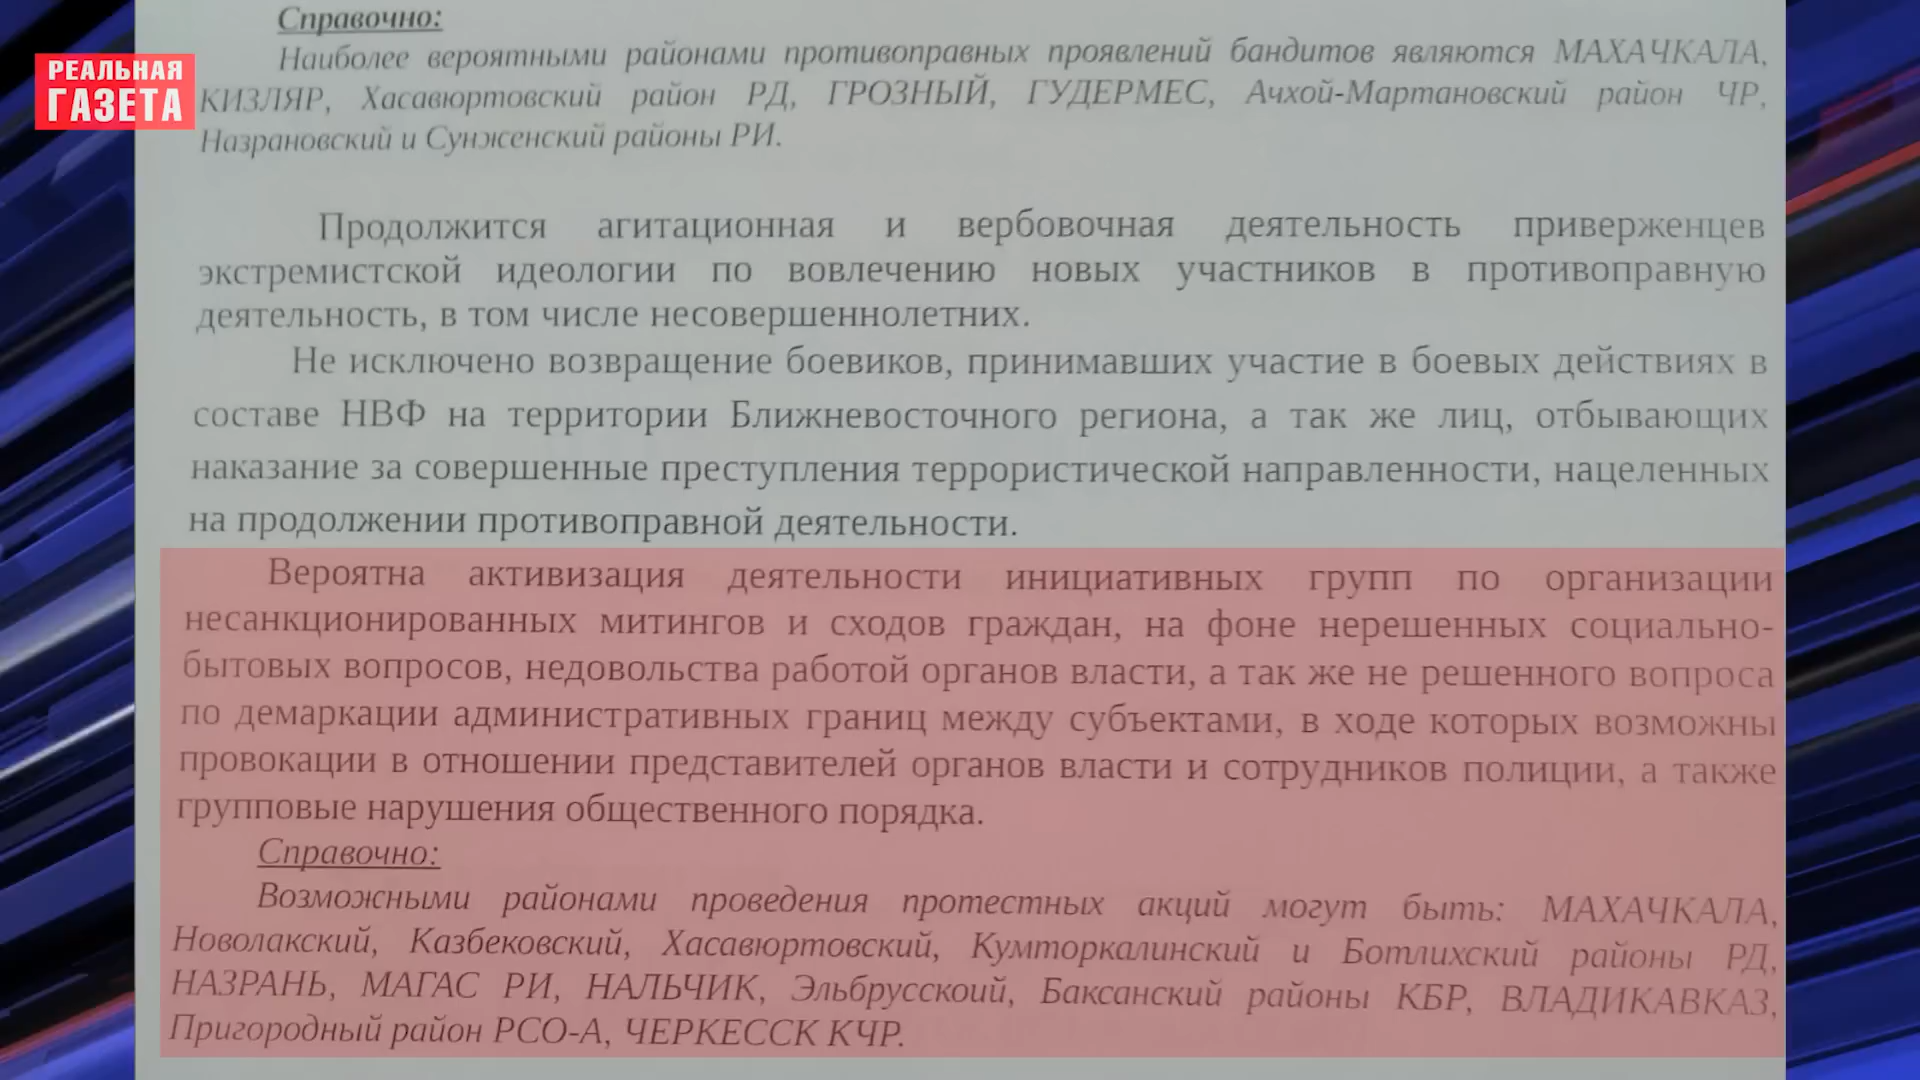 Справочно:
РЕАЛЬНАЯ
ГАЗЕТА
Наиболее вероятными районами противоправных проявлений бандитов являются МАХАЧКАЛА,
КИЗЛЯР, Хасавюртовский район РД, ГРОЗНЫЙ, ГУДЕРМЕС, Ачхой-Мартановский район ЧР,
Назрановский и Сунженский районы РИ.
Продолжится агитационная и вербовочная деятельность приверженцев
экстремистской идеологии по вовлечению новых участников в противоправную
деятельность, в том числе несовершеннолетних.
Не исключено возвращение боевиков, принимавших участие в боевых действиях в
составе НВФ на территории Ближневосточного региона, а так же лиц, отбывающих
наказание за совершенные преступления террористической направленности, нацеленных
на продолжении противоправной деятельности.
Вероятна активизация деятельности инициативных групп по организации
несанкционированных митингов и сходов граждан, на фоне нерешенных социально-
бытовых вопросов, недовольства работой органов власти, а так же не решенного вопроса
по демаркации административных границ между субъектами, в ходе которых возможны
провокации в отношении представителей органов власти и сотрудников полиции, а также
групповые нарушения общественного порядка.
Справочно:
Возможными районами проведения протестных акций могут быть: МАХАЧКАЛА,
Новолакский, Казбековский, Хасавюртовский, Кумторкалинский и Ботлихский районы РД,
НАЗРАНЬ, МАГАС РИ, НАЛЬЧИК, Эльбрусскоий, Баксанский районы КБР, ВЛАДИКАВКАЗ,
Пригородный район РСО-А, ЧЕРКЕССК КЧР.